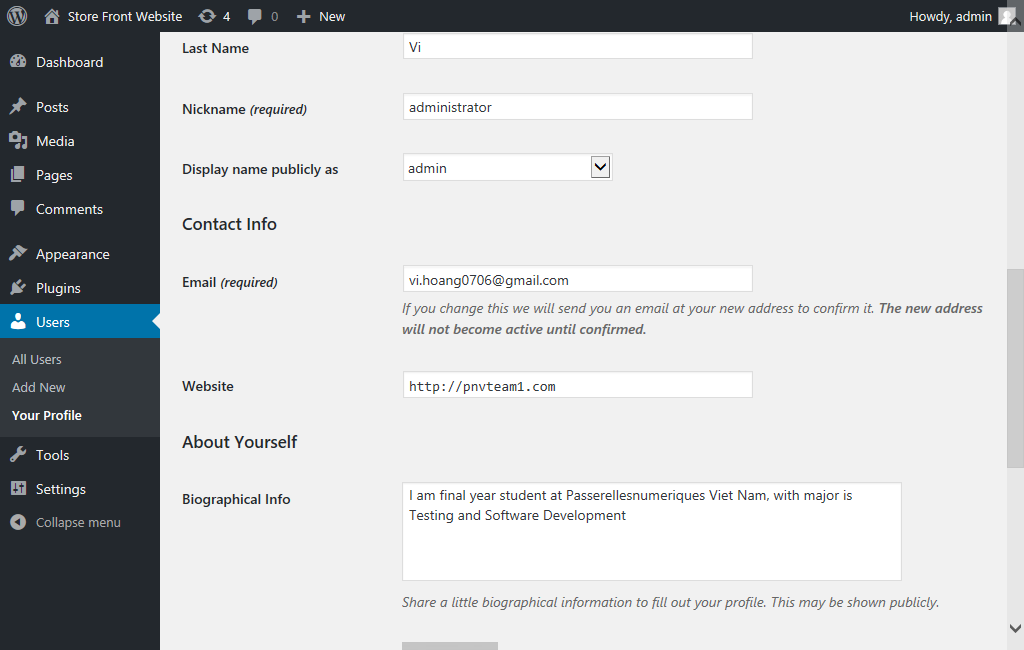 Store Front Website 4 0 New Howdy, admin
Dashboard
Posts
Media
Pages
Comments
Appearance
Plugins
Users
All Users
Add New
Your Profile
Tools
Settings
Collapse menu
Last Name Vi
Nickname (required) administrator
Display name publicly as admin
Contact Info
Email (required) vi.hoang0706@gmail.com
If you change this we will send you an email at your new address to confirm it. The new address
will not become active until confirmed.
Website http://pnvteam1.com
About Yourself
Biographical Info I am final year student at Passerellesnumeriques Viet Nam, with major is
Testing and Software Development
Share a little biographical information to fill out your profile. This may be shown publicly.